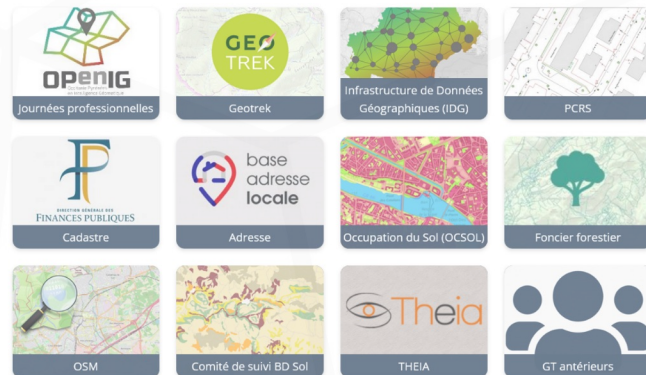 OPenIG
Journées professionnelles
GEO
TREK
Geotrek
Infrastructure de Données
Géographiques (IDG)
PCRS
DIRECTION GÉNÉRALE DES
FINANCES PUBLIQUES
Cadastre
base
adresse
locale
Adresse
Occupation du Sol (OCSOL)
Foncier forestier
OSM
Comité de suivi BD Sol
Theia
THEIA
GT antérieurs